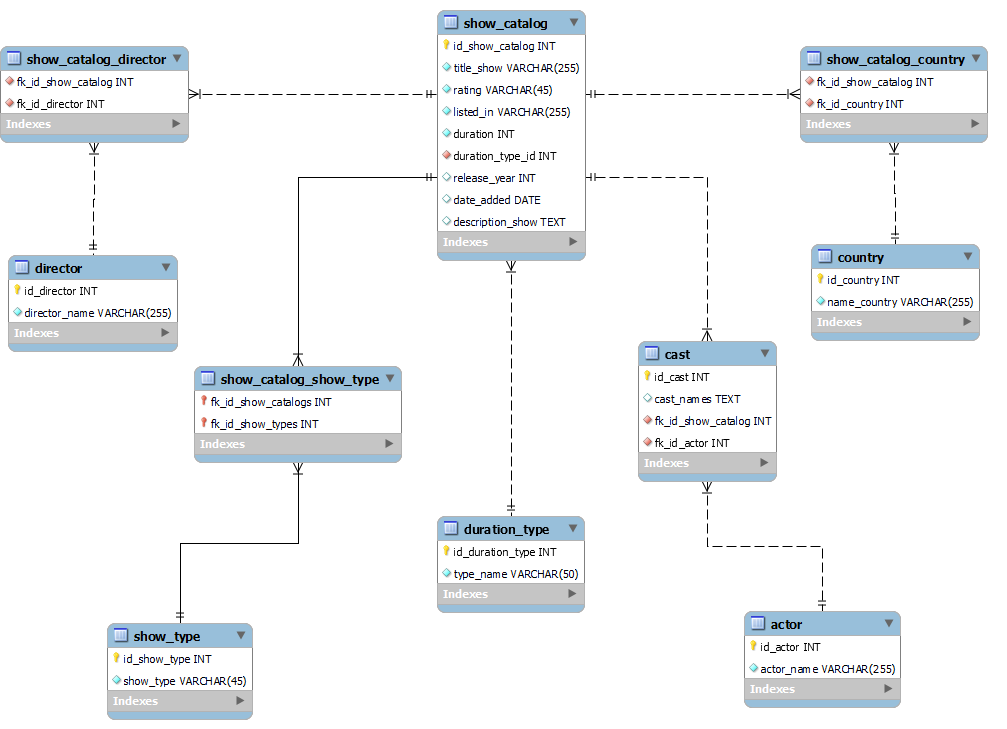 show_catalog
id_show_catalog INT
title_show VARCHAR(255)
rating VARCHAR(45)
listed_in VARCHAR(255)
duration INT
duration_type_id INT
release_year INT
date_added DATE
description_show TEXT
Indexes
show_catalog_director
fk_id_show_catalog INT
fk_id_director INT
Indexes
show_catalog_country
fk_id_show_catalog INT
fk_id_country INT
Indexes
director
id_director INT
director_name VARCHAR(255)
Indexes
country
id_country INT
name_country VARCHAR(255)
Indexes
show_catalog_show_type
fk_id_show_catalogs INT
fk_id_show_types INT
Indexes
cast
id_cast INT
cast_names TEXT
fk_id_show_catalog INT
fk_id_actor INT
Indexes
duration_type
id_duration_type INT
type_name VARCHAR(50)
Indexes
show_type
id_show_type INT
show_type VARCHAR(45)
Indexes
actor
id_actor INT
actor_name VARCHAR(255)
Indexes